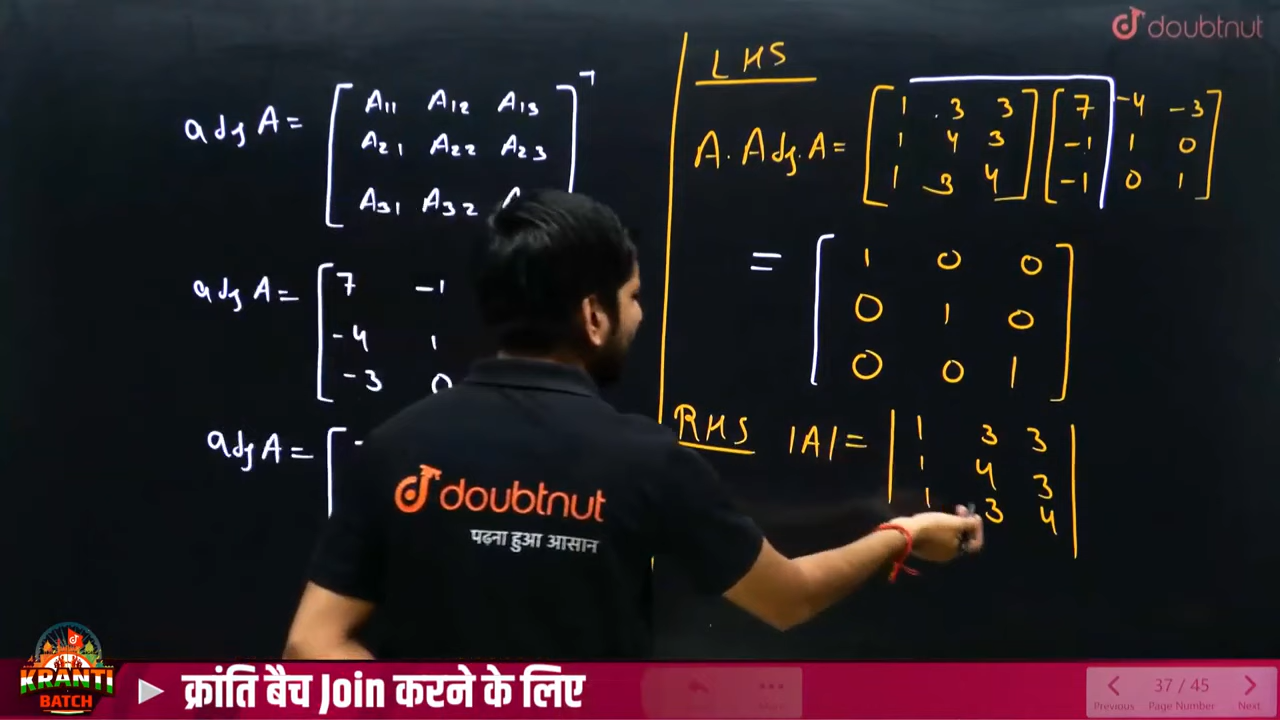 doubtnut
adj A = [ A11 A12 A13
A21 A22 A23
A31 A32
adj A = [ 7 -1
-4 1
-3 0
adj A = [
LHS
A. Adj. A = [ 1 3 3 ] [ 7 -4 -3 ]
1 4 3 -1 1 0
1 3 4 -1 0 1
= [ 1 0 0 ]
0 1 0
0 0 1
RHS |A| = | 1 3 3 |
1 4 3
1 3 4
doubtnut
पढ़ना हुआ आसान
KRANTI
BATCH
क्रांति बैच Join करने के लिए
37 / 45
Previous Page Number Next